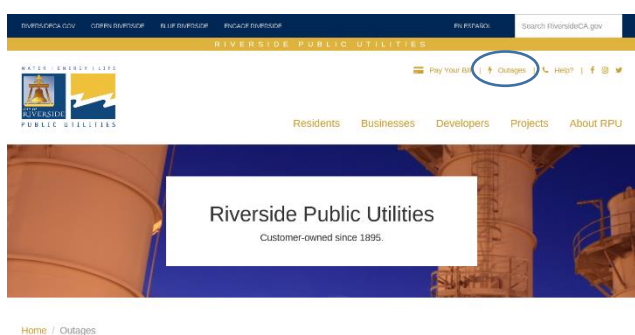 RIVERSIDECA.GOV GREEN RIVERSIDE BLUE RIVERSIDE ENGAGE RIVERSIDE EN ESPAÑOL Search RiversideCA.gov
RIVERSIDE PUBLIC UTILITIES
WATER | ENERGY | LIFE
Pay Your Bill | Outages | Help? |
CITY OF
RIVERSIDE
PUBLIC UTILITIES
Residents Businesses Developers Projects About RPU
Riverside Public Utilities
Customer-owned since 1895.
Home / Outages